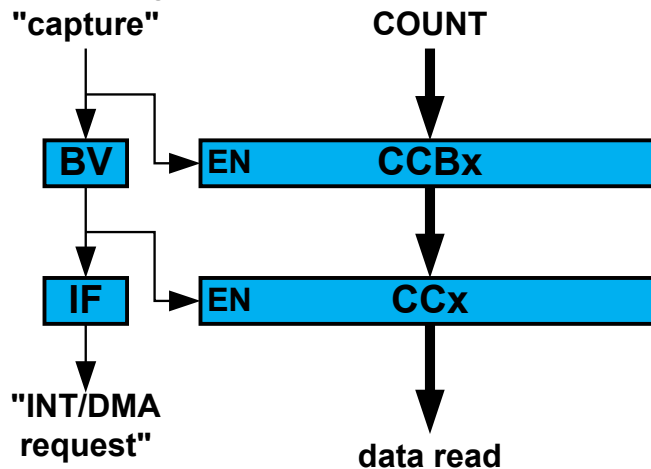 "capture"
COUNT
BV
EN
CCBx
IF
EN
CCx
"INT/DMA
request"
data read